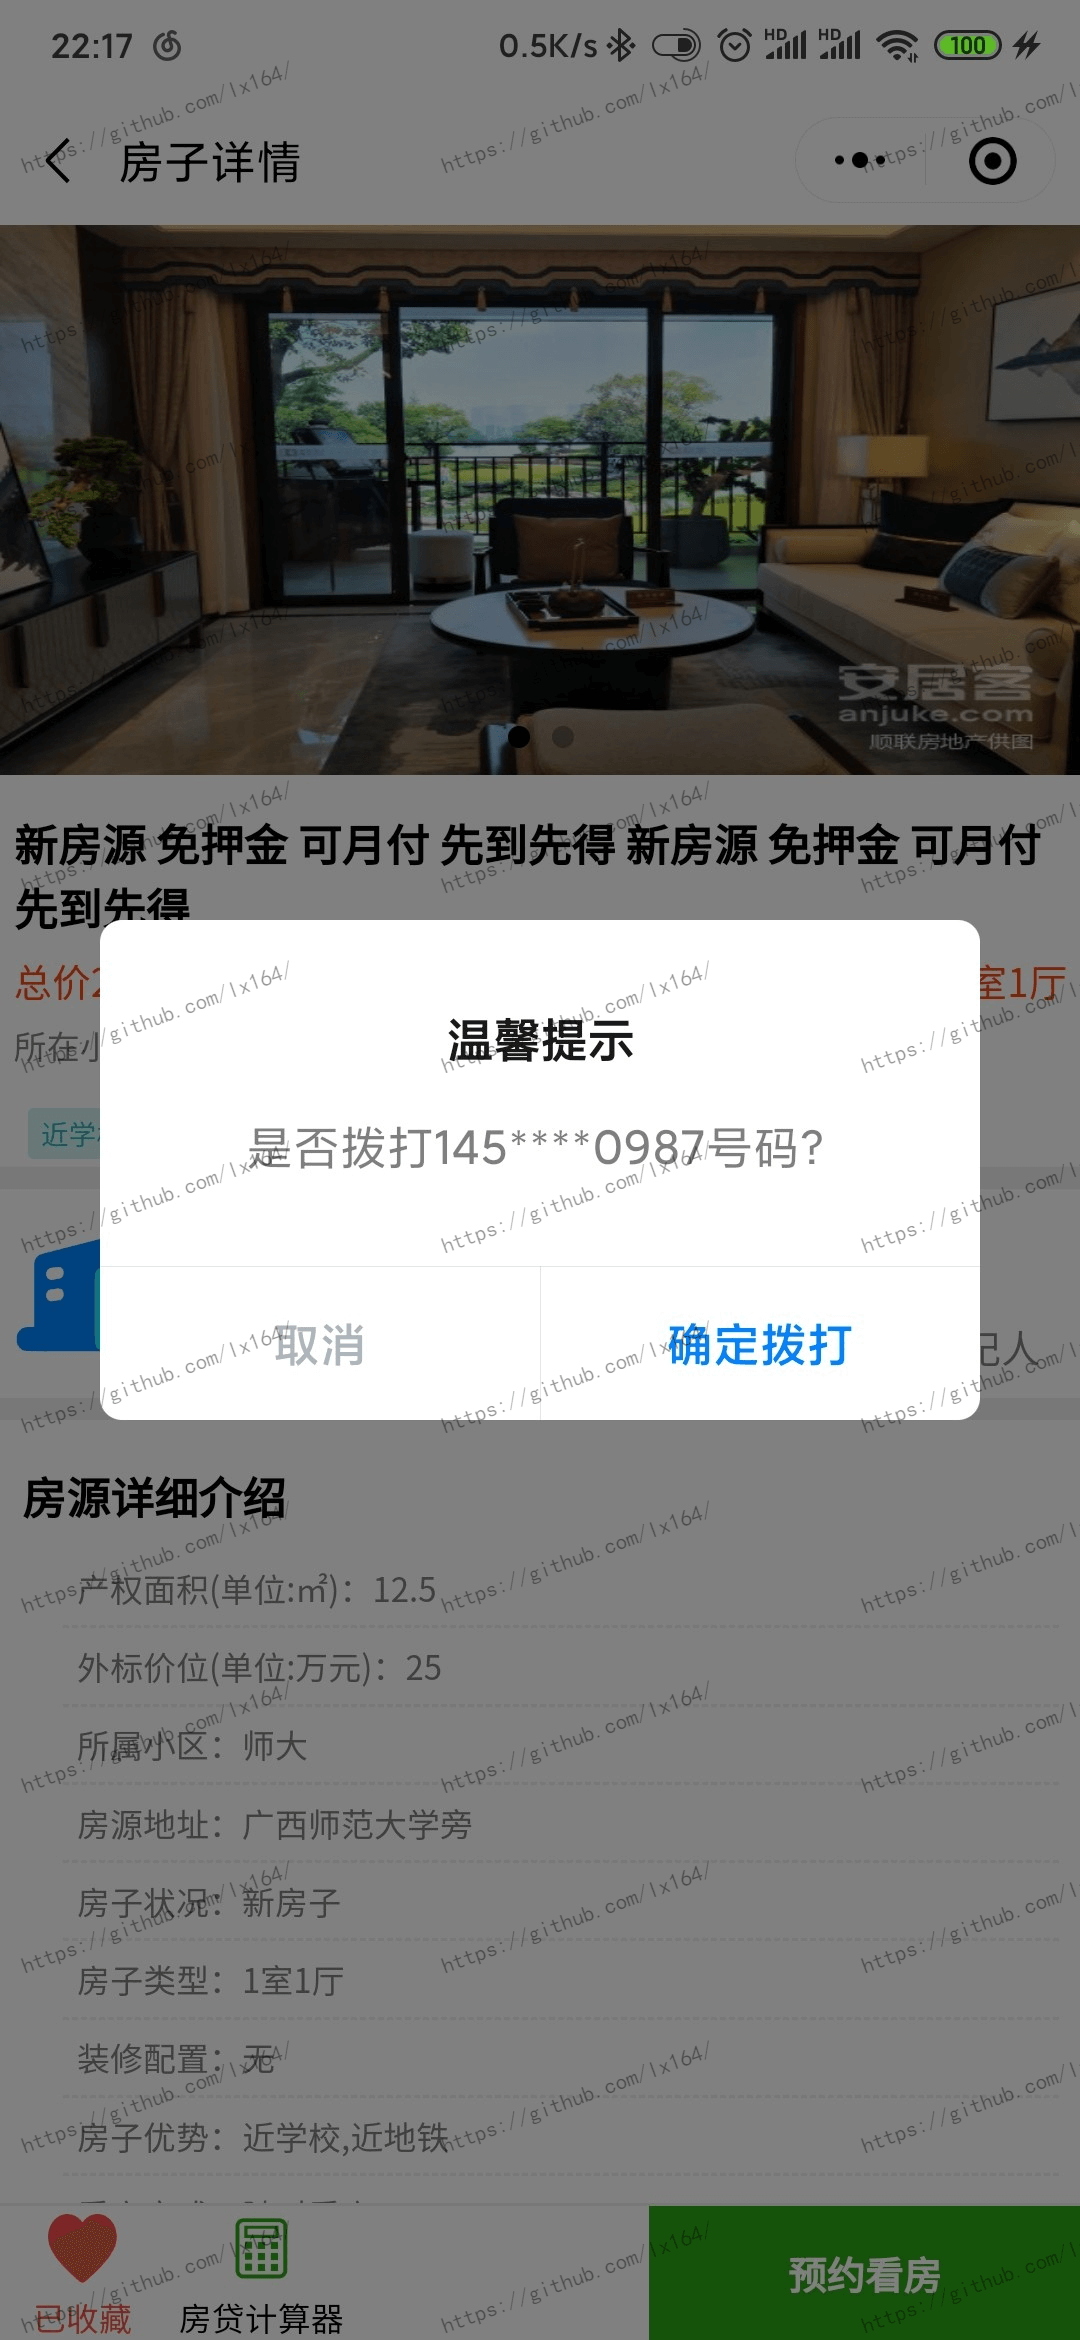 22:17
0.5K/s
HD
HD
100
房子详情
安居客
anjuke.com
顺联房地产供图
新房源 免押金 可月付 先到先得 新房源 免押金 可月付
先到先得
总价
室1厅
所在小
近学
温馨提示
是否拨打145****0987号码?
取消
确定拨打
人
房源详细介绍
产权面积(单位:㎡)：12.5
外标价位(单位:万元)：25
所属小区：师大
房源地址：广西师范大学旁
房子状况：新房子
房子类型：1室1厅
装修配置：无
房子优势：近学校,近地铁
已收藏
房贷计算器
预约看房
https://github.com/lx164/